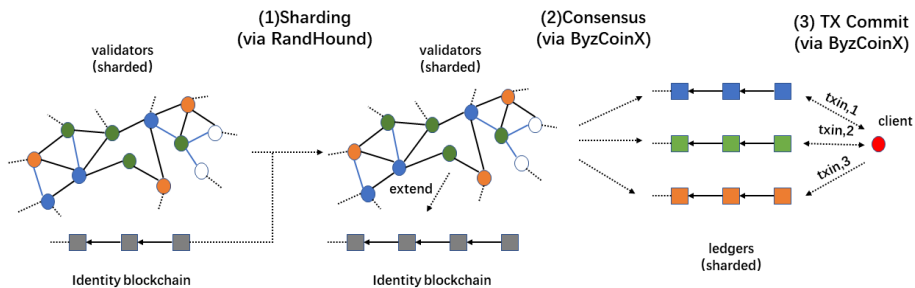 (1)Sharding
(via RandHound)
(2)Consensus
(via ByzCoinX)
(3) TX Commit
(via ByzCoinX)
validators
(sharded)
validators
(sharded)
txin,1
client
txin,2
txin,3
extend
ledgers
(sharded)
Identity blockchain
Identity blockchain